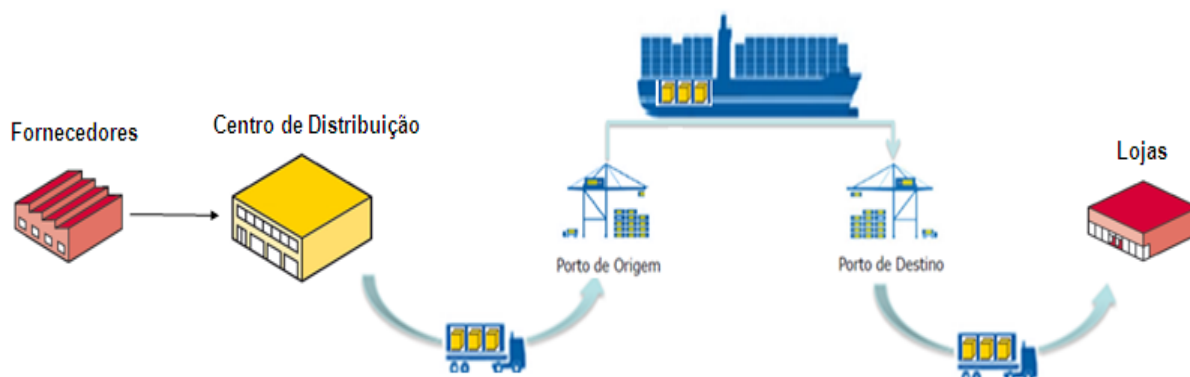 Fornecedores
Centro de Distribuição
Porto de Origem
Porto de Destino
Lojas